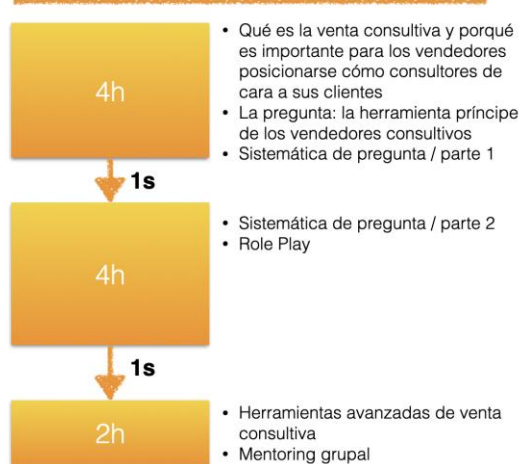 4h
• Qué es la venta consultiva y porqué
es importante para los vendedores
posicionarse cómo consultores de
cara a sus clientes
• La pregunta: la herramienta príncipe
de los vendedores consultivos
• Sistemática de pregunta / parte 1
1s
4h
• Sistemática de pregunta / parte 2
• Role Play
1s
2h
• Herramientas avanzadas de venta
consultiva
• Mentoring grupal